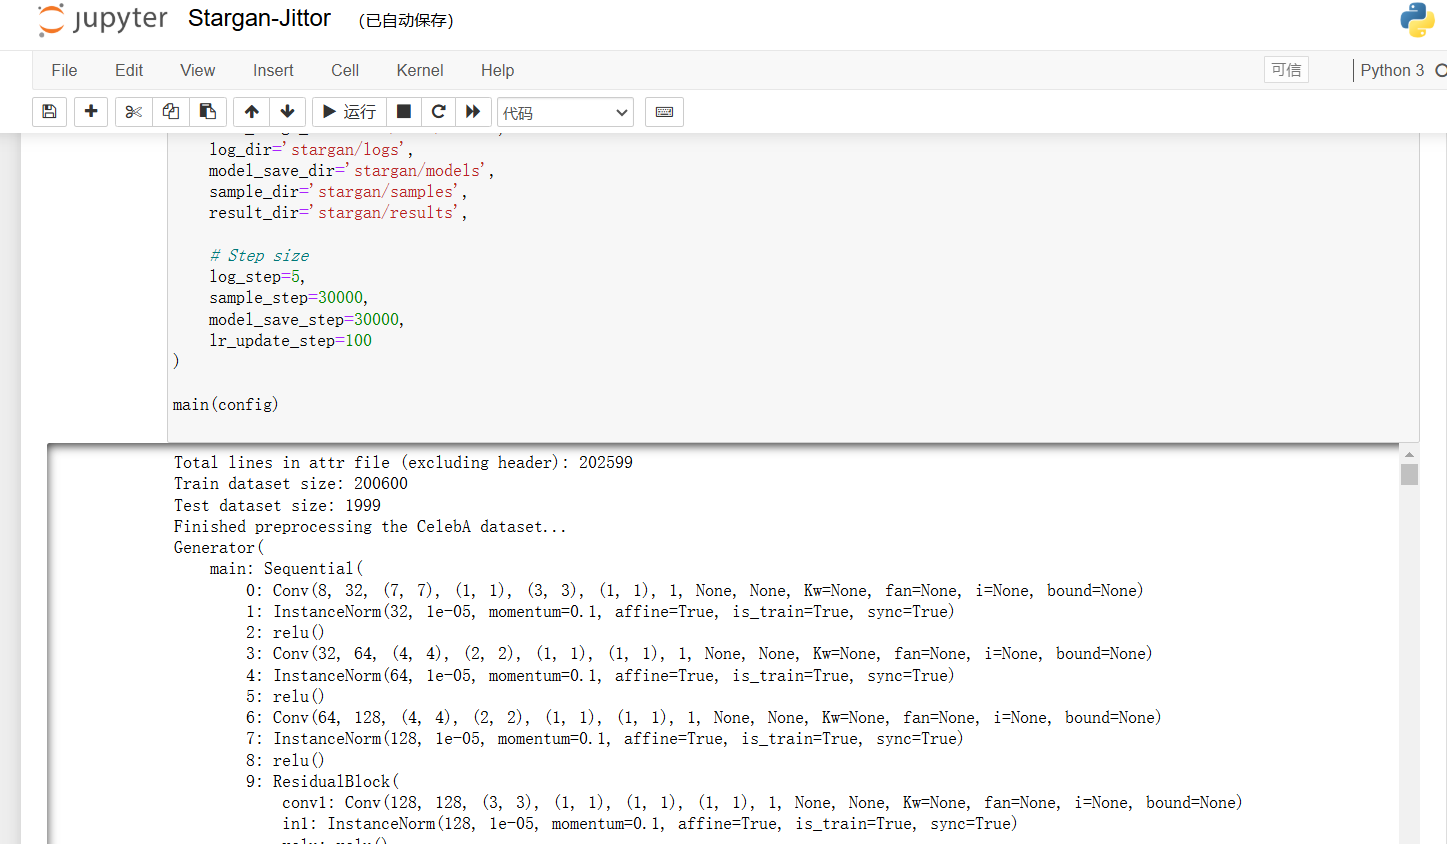 jupyter Stargan-Jittor (已自动保存)
File Edit View Insert Cell Kernel Help 可信 Python 3
运行 代码
log_dir='stargan/logs',
model_save_dir='stargan/models',
sample_dir='stargan/samples',
result_dir='stargan/results',
# Step size
log_step=5,
sample_step=30000,
model_save_step=30000,
lr_update_step=100
)
main(config)
Total lines in attr file (excluding header): 202599
Train dataset size: 200600
Test dataset size: 1999
Finished preprocessing the CelebA dataset...
Generator(
main: Sequential(
0: Conv(8, 32, (7, 7), (1, 1), (3, 3), (1, 1), 1, None, None, Kw=None, fan=None, i=None, bound=None)
1: InstanceNorm(32, 1e-05, momentum=0.1, affine=True, is_train=True, sync=True)
2: relu()
3: Conv(32, 64, (4, 4), (2, 2), (1, 1), (1, 1), 1, None, None, Kw=None, fan=None, i=None, bound=None)
4: InstanceNorm(64, 1e-05, momentum=0.1, affine=True, is_train=True, sync=True)
5: relu()
6: Conv(64, 128, (4, 4), (2, 2), (1, 1), (1, 1), 1, None, None, Kw=None, fan=None, i=None, bound=None)
7: InstanceNorm(128, 1e-05, momentum=0.1, affine=True, is_train=True, sync=True)
8: relu()
9: ResidualBlock(
conv1: Conv(128, 128, (3, 3), (1, 1), (1, 1), (1, 1), 1, None, None, Kw=None, fan=None, i=None, bound=None)
in1: InstanceNorm(128, 1e-05, momentum=0.1, affine=True, is_train=True, sync=True)